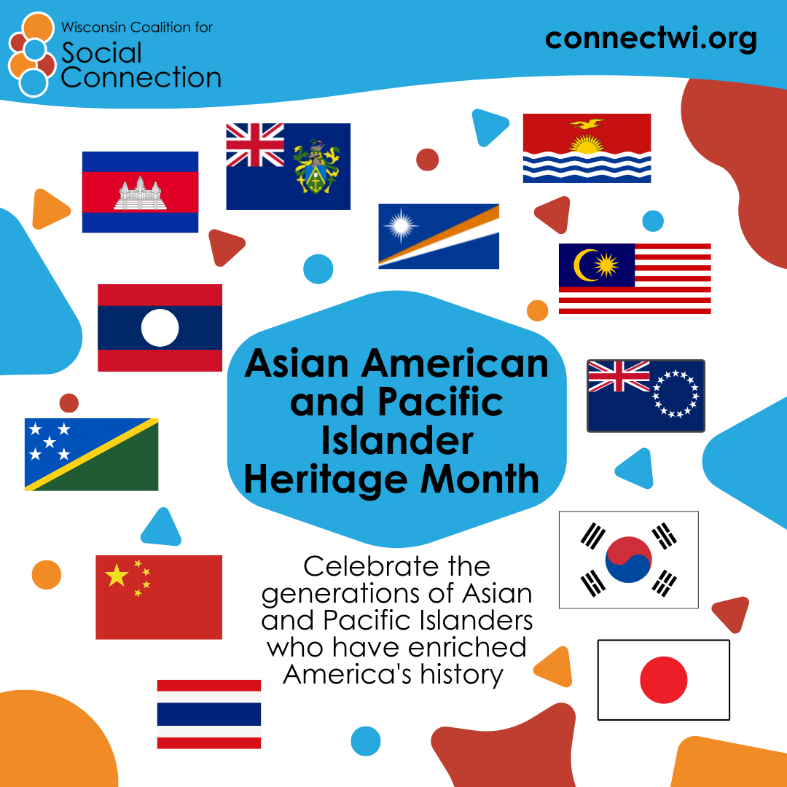 Wisconsin Coalition for
Social
Connection
connectwi.org
Asian American
and Pacific
Islander
Heritage Month
Celebrate the
generations of Asian
and Pacific Islanders
who have enriched
America's history